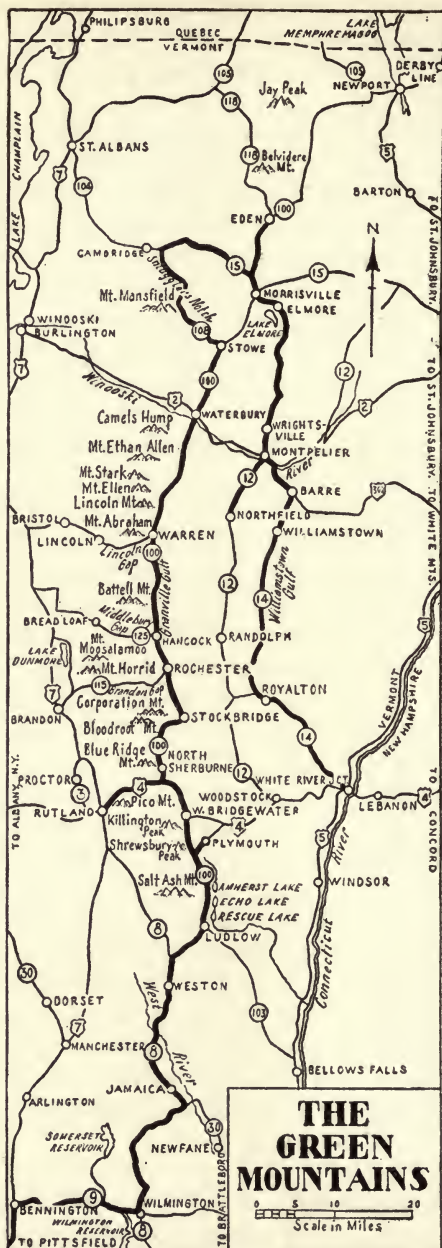 PHILIPSBURG
QUEBEC
VERMONT
LAKE
MEMPHREMAGOG
105
105
DERBY
LINE
NEWPORT
118
Jay Peak
LAKE CHAMPLAIN
7
ST. ALBANS
118
Belvidere
Mt.
5
BARTON
104
EDEN
100
TO ST. JOHNSBURY
CAMBRIDGE
N
Smugglers Notch
15
15
MORRISVILLE
Mt. Mansfield
ELMORE
LAKE
ELMORE
WINOOSKI
BURLINGTON
108
STOWE
7
100
12
Winooski
2
WATERBURY
2
Camels Hump
WRIGHTS-
VILLE
Mt. Ethan Allen
MONTPELIER
River
TO ST. JOHNSBURY, TO WHITE MTS.
Mt. Stark
12
Mt. Ellen
BARRE
302
Lincoln Mt.
BRISTOL
Mt. Abraham
NORTHFIELD
LINCOLN
WARREN
WILLIAMSTOWN
Lincoln
Gap
100
Granville Gulf
12
Williamstown
Gulf
Battell Mt.
14
BREAD LOAF
Middlebury
Gap
125
HANCOCK
RANDOLPH
5
LAKE
DUNMORE
Mt.
Moosalamoo
Mt. Horrid
ROCHESTER
115
Brandon Gap
VERMONT
NEW HAMPSHIRE
7
Corporation Mt.
ROYALTON
BRANDON
Bloodroot Mt.
STOCKBRIDGE
14
Blue Ridge
Mt.
100
NORTH
SHERBURNE
TO ALBANY, N.Y.
PROCTOR
12
WHITE RIVER JCT.
TO CONCORD
3
4
WOODSTOCK
LEBANON
4
RUTLAND
Pico Mt.
W. BRIDGEWATER
Killington
Peak
4
5
River
Shrewsbury
Peak
PLYMOUTH
100
Salt Ash Mt.
AMHERST LAKE
WINDSOR
ECHO LAKE
RESCUE LAKE
8
LUDLOW
Connecticut
30
West
WESTON
DORSET
103
7
MANCHESTER
8
River
BELLOWS FALLS
JAMAICA
ARLINGTON
30
SOMERSET
RESERVOIR
NEWFANE
TO BRATTLEBORO
THE
GREEN
MOUNTAINS
9
BENNINGTON
WILMINGTON
WILMINGTON
RESERVOIR
8
TO PITTSFIELD
0 5 10 20
Scale in Miles